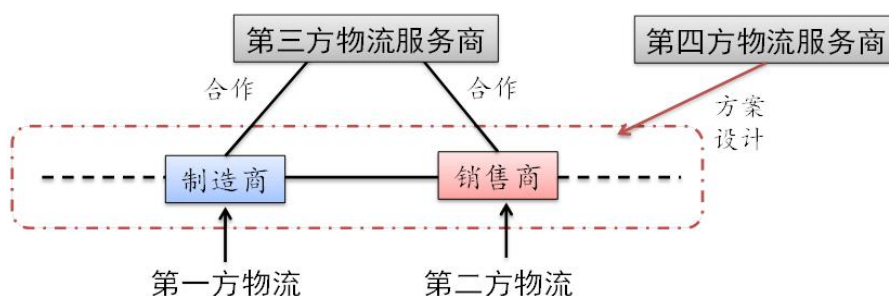 第三方物流服务商
第四方物流服务商
合作
合作
方案
设计
制造商
销售商
第一方物流
第二方物流